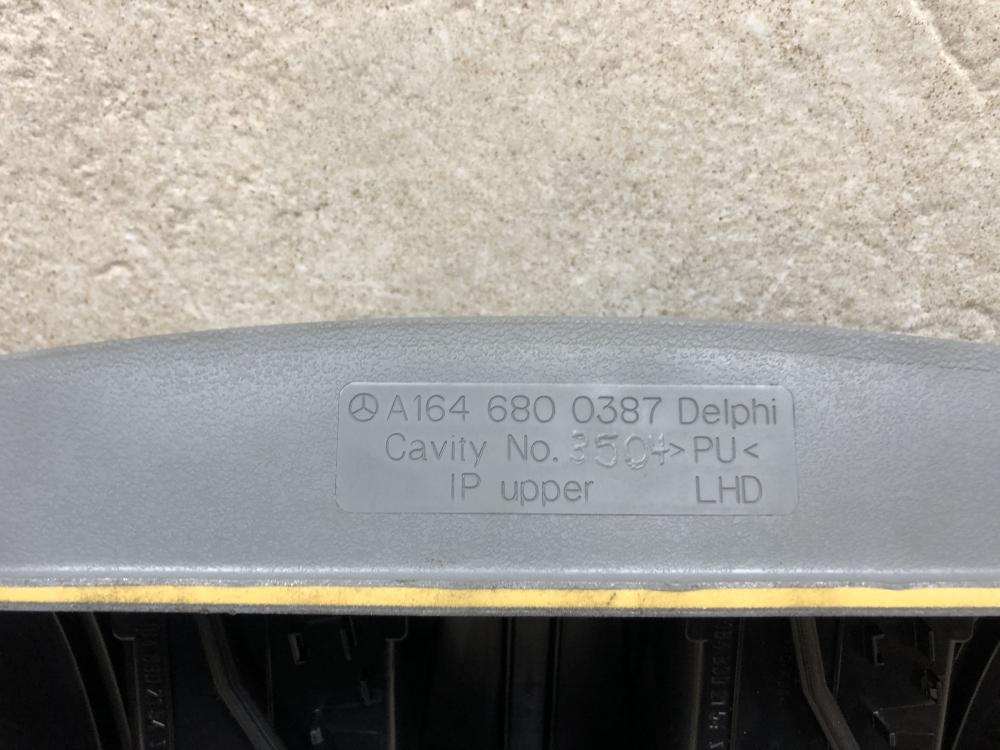 A164 680 0387 Delphi
Cavity No. 3504 >PU<
IP upper LHD